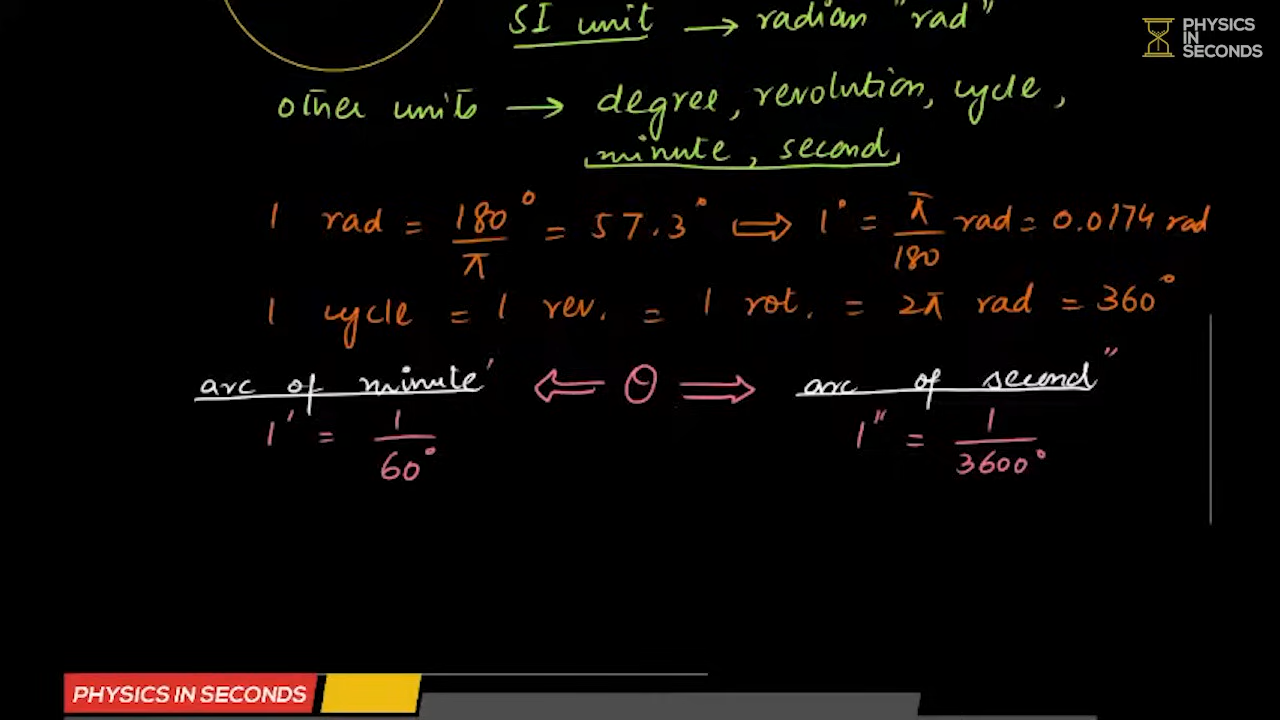 SI unit → radian "rad"
PHYSICS
IN
SECONDS
other units → degree, revolution, cycle,
minute, second,
1 rad = 180°/π = 57.3° ⇒ 1° = π/180 rad = 0.0174 rad
1 cycle = 1 rev. = 1 rot. = 2π rad = 360°
arc of minute' ⇐ θ ⇒ arc of second"
1' = 1/60° 1" = 1/3600°
PHYSICS IN SECONDS